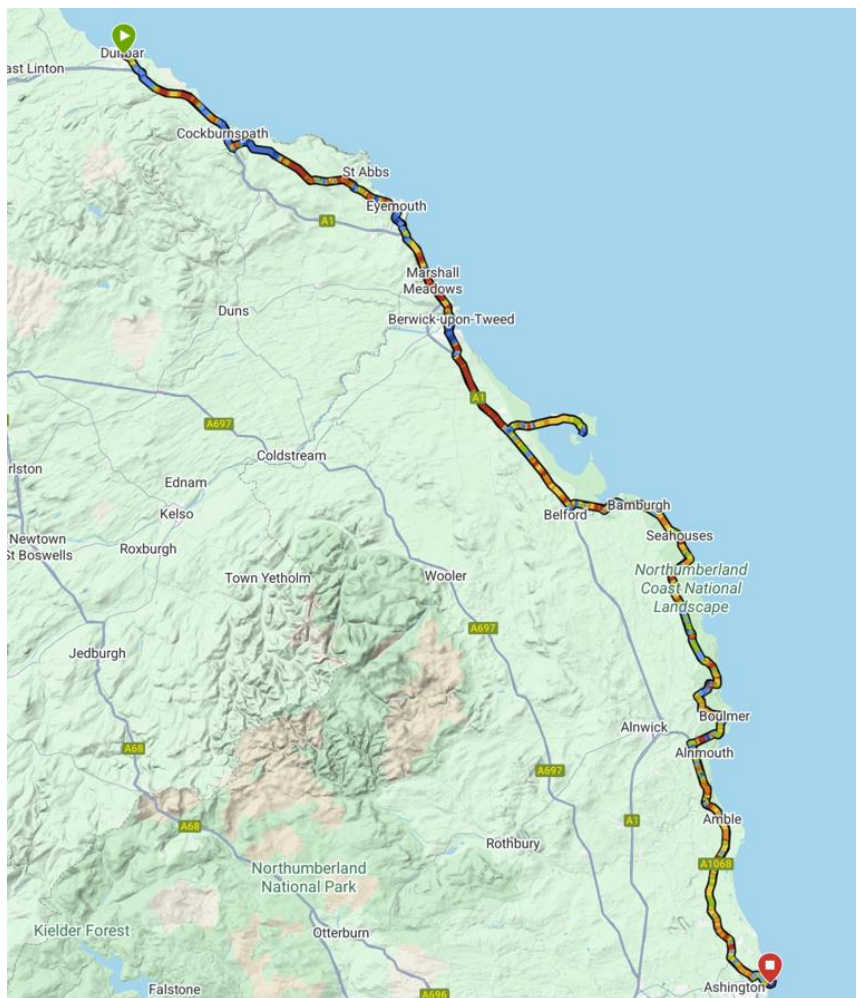 Dunbar
ast Linton
Cockburnspath
St Abbs
Eyemouth
A1
Marshall
Meadows
Duns
Berwick-upon-Tweed
A1
A697
Coldstream
rlston
Ednam
Kelso
Bamburgh
Belford
Newtown
St Boswells
Roxburgh
Seahouses
Town Yetholm
Wooler
Northumberland
Coast National
Landscape
A697
Jedburgh
Boulmer
Alnwick
A68
Alnmouth
A697
A68
A1
Amble
Rothbury
A1068
Northumberland
National Park
Kielder Forest
Otterburn
Falstone
Ashington
A696